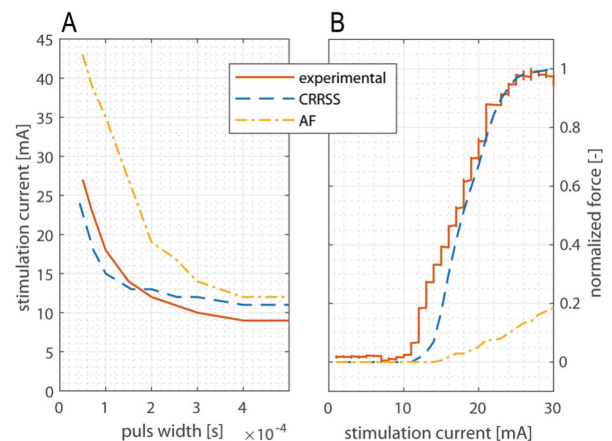 A
B
45
40
35
30
25
20
15
10
5
0
stimulation current [mA]
0
1
2
3
4
puls width [s]
×10⁻⁴
experimental
CRRSS
AF
1
0.8
0.6
0.4
0.2
0
normalized force [-]
0
10
20
30
stimulation current [mA]